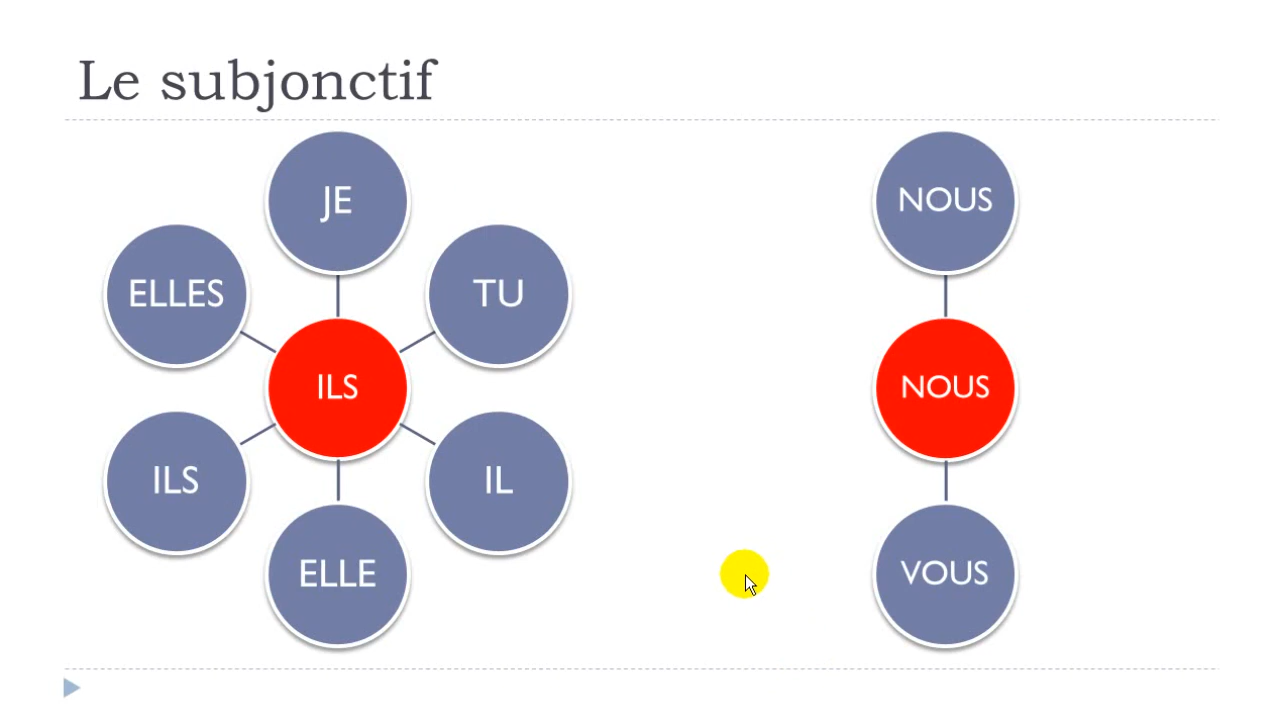 Le subjonctif
JE
ELLES
TU
ILS
ILS
IL
ELLE
NOUS
NOUS
VOUS